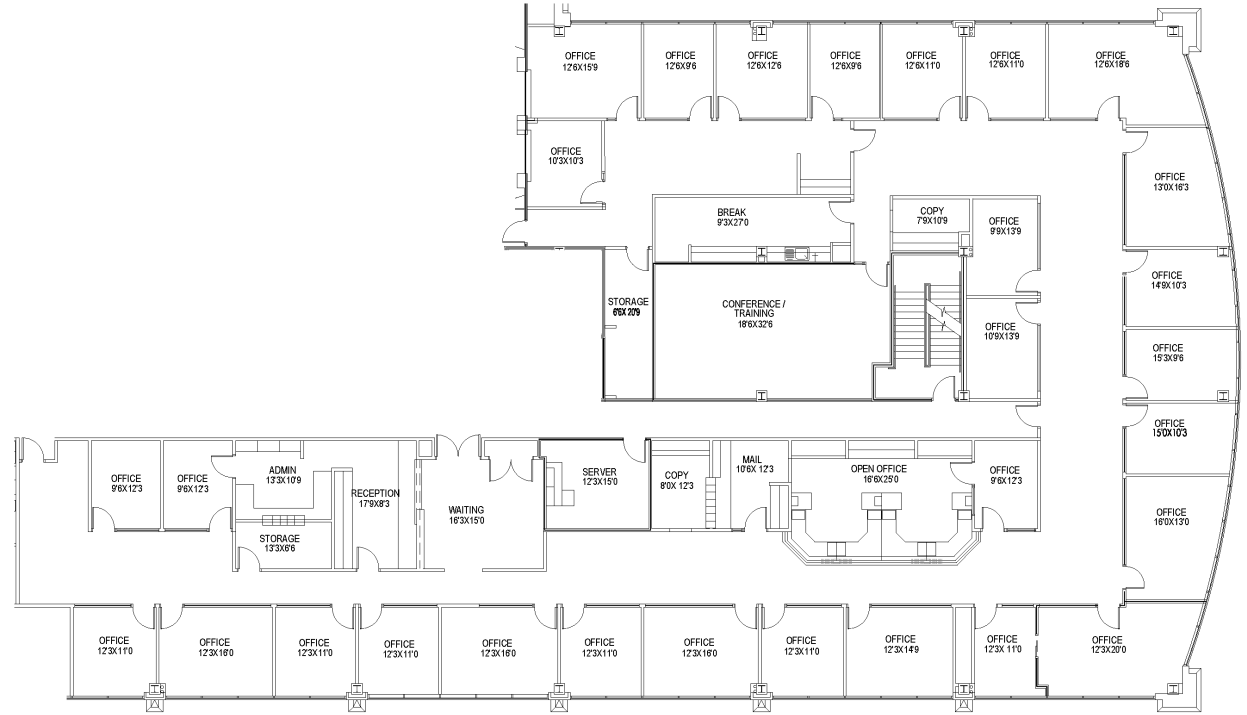 OFFICE
12'6X15'9
OFFICE
12'6X9'6
OFFICE
12'6X12'6
OFFICE
12'6X9'6
OFFICE
12'6X11'0
OFFICE
12'6X11'0
OFFICE
12'6X18'6
OFFICE
10'3X10'3
OFFICE
13'0X16'3
BREAK
9'3X27'0
COPY
7'9X10'9
OFFICE
9'9X13'9
OFFICE
14'9X10'3
STORAGE
6'6X 20'9
CONFERENCE /
TRAINING
18'6X32'6
OFFICE
10'9X13'9
OFFICE
15'3X9'6
OFFICE
15'0X10'3
OFFICE
9'6X12'3
OFFICE
9'6X12'3
ADMIN
13'3X10'9
RECEPTION
17'9X8'3
WAITING
16'3X15'0
SERVER
12'3X15'0
COPY
8'0X 12'3
MAIL
10'6X 12'3
OPEN OFFICE
16'6X25'0
OFFICE
9'6X12'3
OFFICE
16'0X13'0
STORAGE
13'3X6'6
OFFICE
12'3X11'0
OFFICE
12'3X16'0
OFFICE
12'3X11'0
OFFICE
12'3X11'0
OFFICE
12'3X16'0
OFFICE
12'3X11'0
OFFICE
12'3X16'0
OFFICE
12'3X11'0
OFFICE
12'3X14'9
OFFICE
12'3X 11'0
OFFICE
12'3X20'0